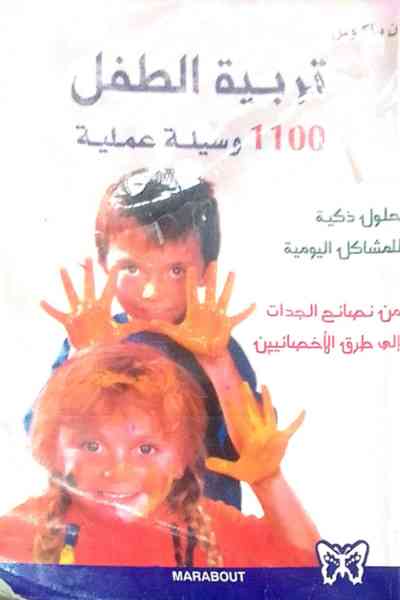 تربية الطفل
1100 وسيلة عملية
حلول ذكية
للمشاكل اليومية
من نصائح الجدات
إلى طرق الأخصائيين
MARABOUT